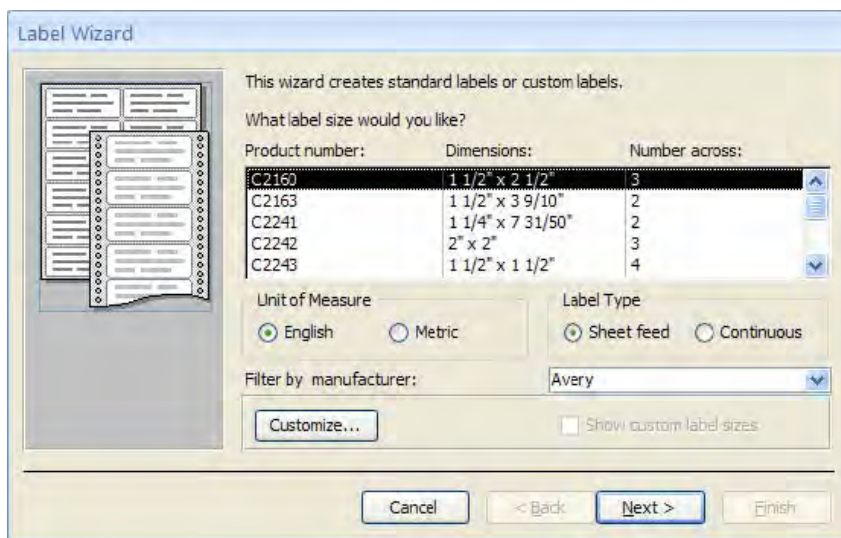 Label Wizard
This wizard creates standard labels or custom labels.
What label size would you like?
Product number: Dimensions: Number across:
C2160 1 1/2" x 2 1/2" 3
C2163 1 1/2" x 3 9/10" 2
C2241 1 1/4" x 7 31/50" 2
C2242 2" x 2" 3
C2243 1 1/2" x 1 1/2" 4
Unit of Measure Label Type
English Metric Sheet feed Continuous
Filter by manufacturer: Avery
Customize... Show custom label sizes
Cancel < Back Next > Finish